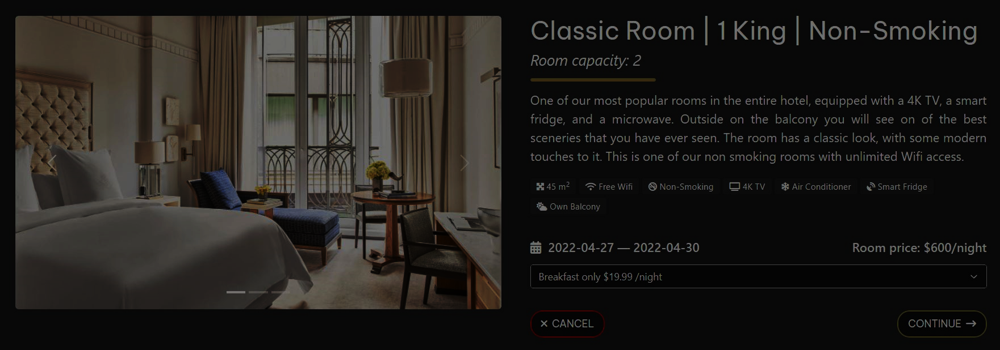 Classic Room | 1 King | Non-Smoking
Room capacity: 2
One of our most popular rooms in the entire hotel, equipped with a 4K TV, a smart
fridge, and a microwave. Outside on the balcony you will see on of the best
sceneries that you have ever seen. The room has a classic look, with some modern
touches to it. This is one of our non smoking rooms with unlimited Wifi access.
45 m² Free Wifi Non-Smoking 4K TV Air Conditioner Smart Fridge
Own Balcony
2022-04-27 — 2022-04-30 Room price: $600/night
Breakfast only $19.99 /night
× CANCEL CONTINUE →